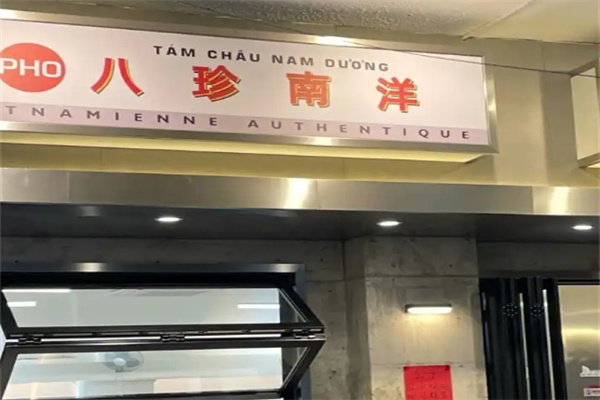 TÁM CHÂU NAM DƯƠNG
PHO 八珍南洋
TNAMIENNE AUTHENTIQUE